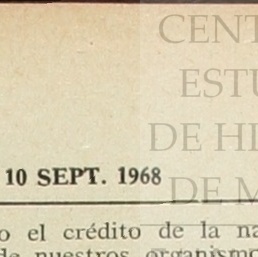 CENT
ESTU
DE HI
10 SEPT. 1968
DE M
o el crédito de la na
de nuestros organismo